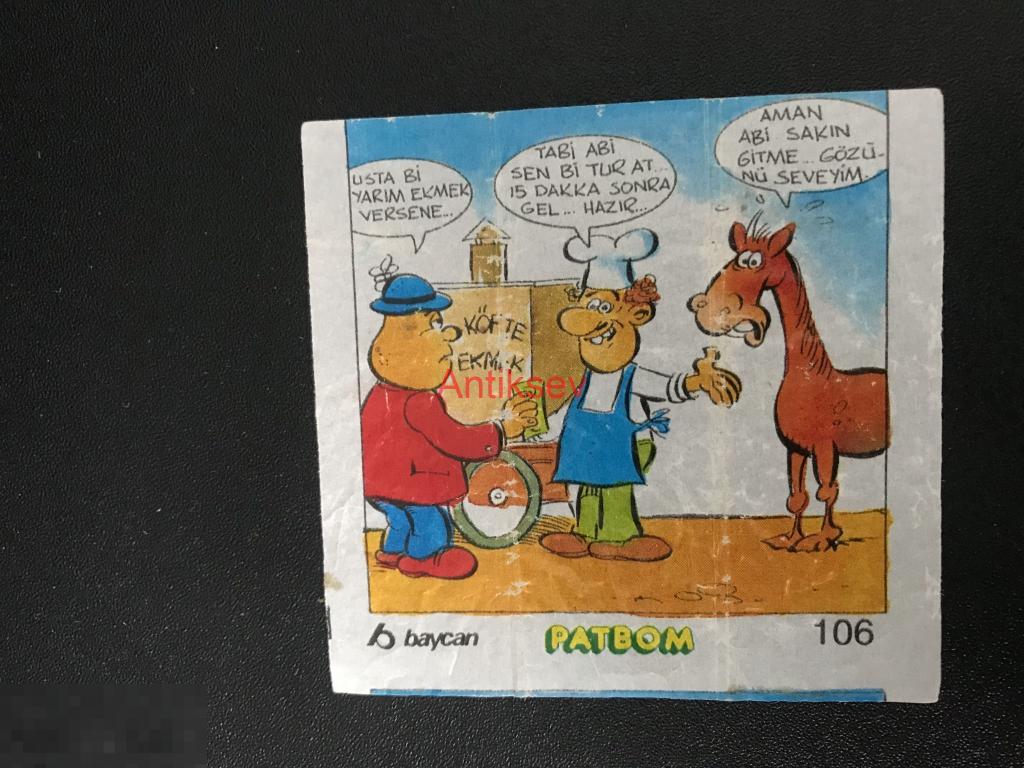 USTA Bİ
YARIM EKMEK
VERSENE...
TABİ ABİ
SEN Bİ TUR AT...
15 DAKKA SONRA
GEL... HAZIR...
AMAN
ABİ SAKIN
GİTME... GÖZÜ-
NÜ SEVEYİM.
KÖFTE
EKMEK
Antiksev
baycan
PATBOM
106